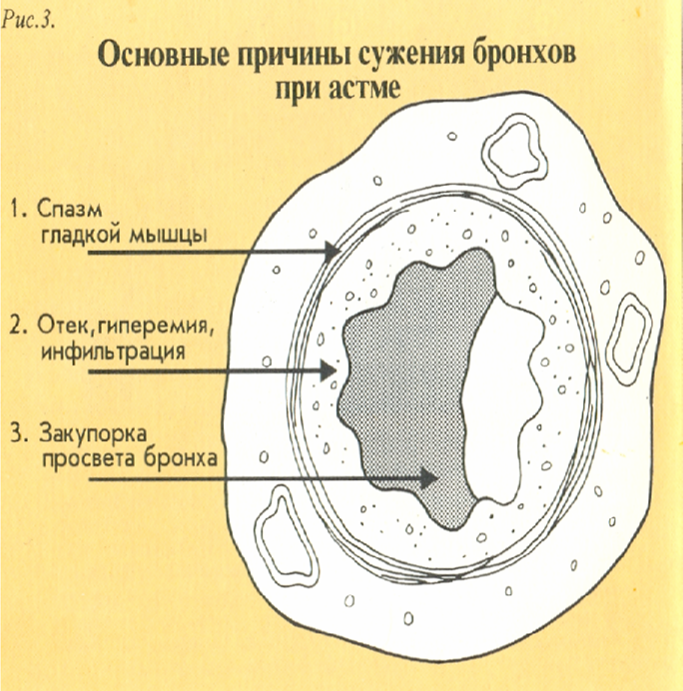 Рис.3.
Основные причины сужения бронхов
при астме
1. Спазм
гладкой мышцы
2. Отек,гиперемия,
инфильтрация
3. Закупорка
просвета бронха